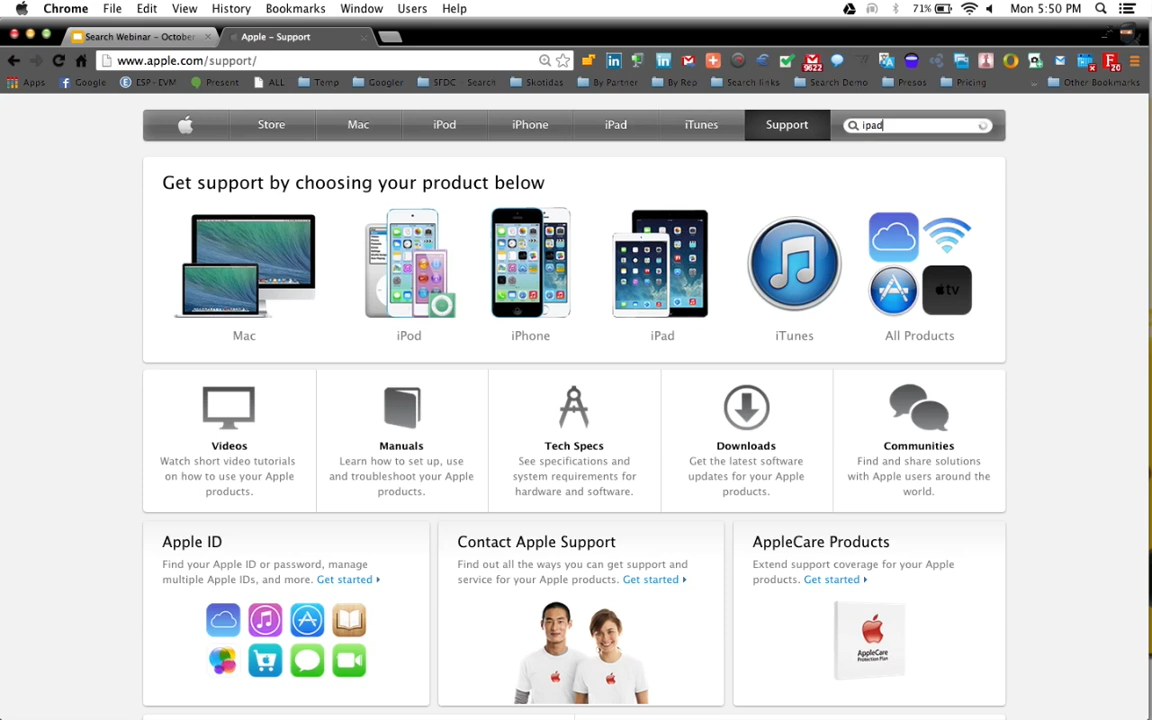 Chrome File Edit View History Bookmarks Window Users Help 71% Mon 5:50 PM
Search Webinar – October Apple – Support
www.apple.com/support/ 9622 20
Apps Google ESP - EVM Present ALL Temp Googler SFDC Search Skotidas By Partner By Rep Search links Search Demo Presos Pricing Other Bookmarks
Store Mac iPod iPhone iPad iTunes Support ipad
Get support by choosing your product below
tv
Mac iPod iPhone iPad iTunes All Products
Videos Manuals Tech Specs Downloads Communities
Watch short video tutorials Learn how to set up, use See specifications and Get the latest software Find and share solutions
on how to use your Apple and troubleshoot your Apple system requirements for updates for your Apple with Apple users around the
products. products. hardware and software. products. world.
Apple ID Contact Apple Support AppleCare Products
Find your Apple ID or password, manage Find out all the ways you can get support and Extend support coverage for your Apple
multiple Apple IDs, and more. Get started service for your Apple products. Get started products. Get started
AppleCare
Protection Plan